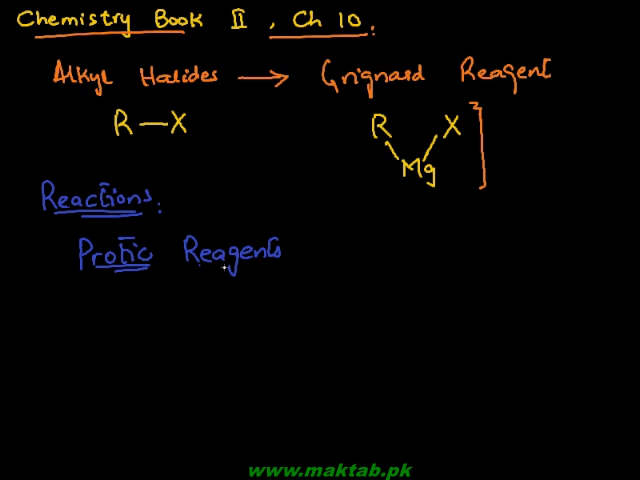 Chemistry Book II, Ch 10.
Alkyl Halides → Grignard Reagent
R — X
R X
Mg
Reactions:
Protic Reagents
www.maktab.pk